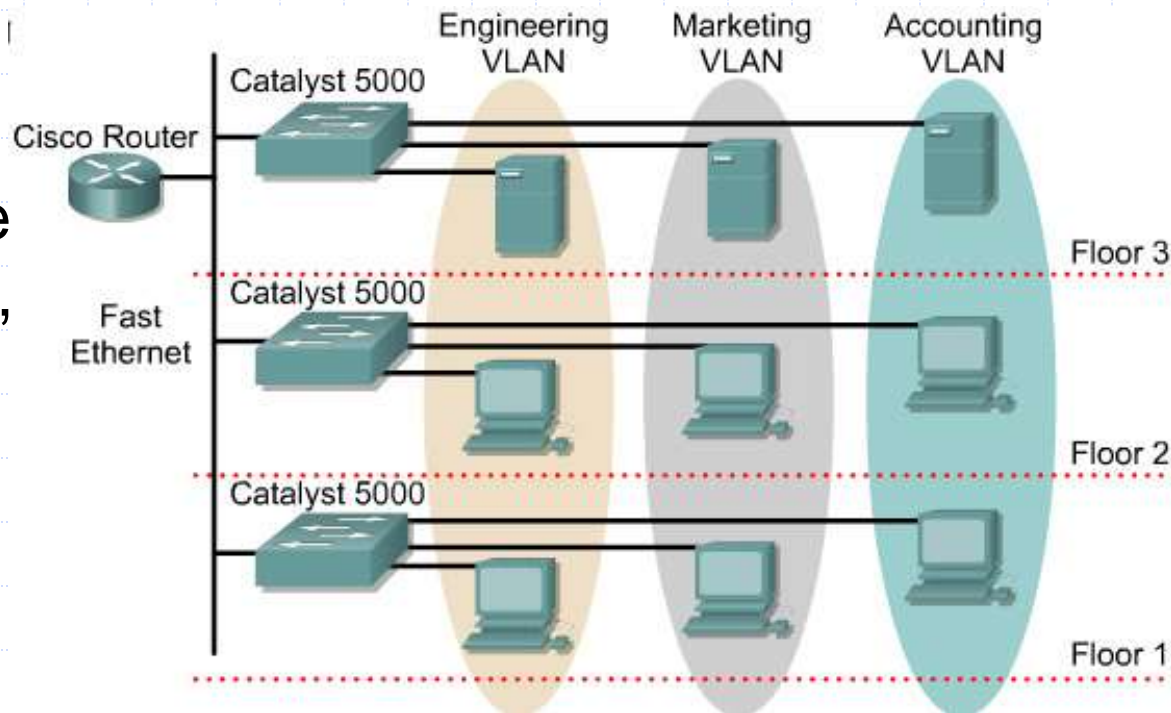 Engineering
VLAN
Marketing
VLAN
Accounting
VLAN
Catalyst 5000
Cisco Router
Floor 3
Catalyst 5000
Fast
Ethernet
Floor 2
Catalyst 5000
Floor 1